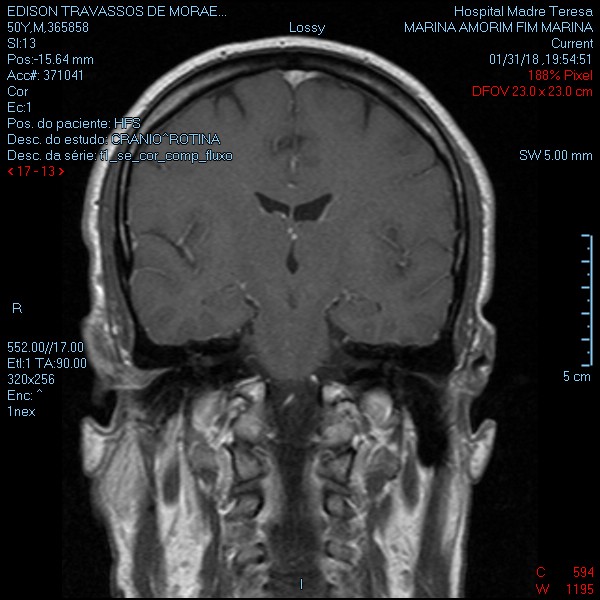 EDISON TRAVASSOS DE MORAE...
50Y,M,365858
Sl:13
Pos:-15.64 mm
Acc#: 371041
Cor
Ec:1
Pos. do paciente: HFS
Desc. do estudo: CRANIO^ROTINA
Desc. da série: t1_se_cor_comp_fluxo
< 17 - 13 >
Lossy
Hospital Madre Teresa
MARINA AMORIM FIM MARINA
Current
01/31/18 ,19:54:51
188% Pixel
DFOV 23.0 x 23.0 cm
SW 5.00 mm
R
552.00//17.00
Etl:1 TA:90.00
320x256
Enc: ^
1nex
5 cm
I
C 594
W 1195